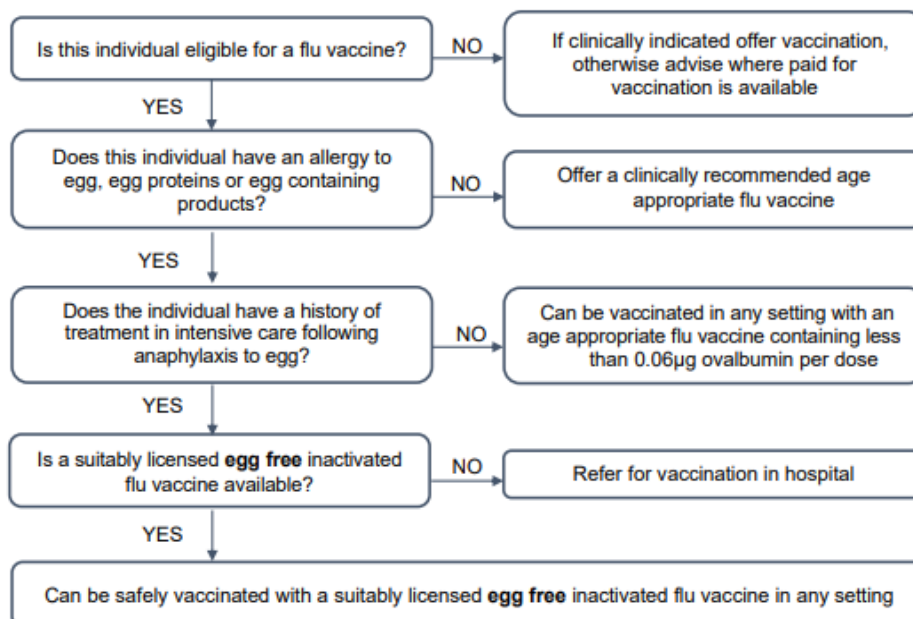 Is this individual eligible for a flu vaccine?
NO
If clinically indicated offer vaccination,
otherwise advise where paid for
vaccination is available
YES
Does this individual have an allergy to
egg, egg proteins or egg containing
products?
NO
Offer a clinically recommended age
appropriate flu vaccine
YES
Does the individual have a history of
treatment in intensive care following
anaphylaxis to egg?
NO
Can be vaccinated in any setting with an
age appropriate flu vaccine containing less
than 0.06µg ovalbumin per dose
YES
Is a suitably licensed egg free inactivated
flu vaccine available?
NO
Refer for vaccination in hospital
YES
Can be safely vaccinated with a suitably licensed egg free inactivated flu vaccine in any setting